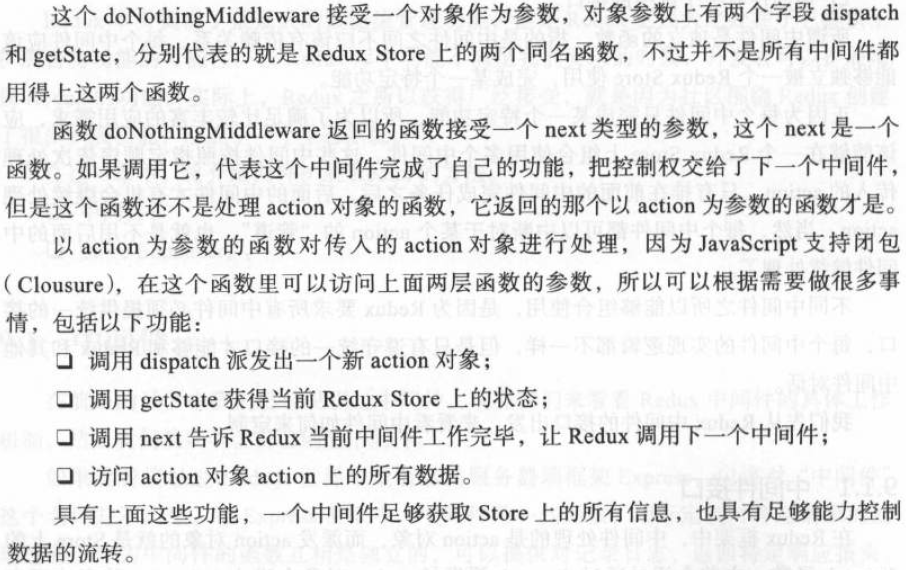 这个 doNothingMiddleware 接受一个对象作为参数，对象参数上有两个字段 dispatch
和 getState，分别代表的就是 Redux Store 上的两个同名函数，不过并不是所有中间件都
用得上这两个函数。
函数 doNothingMiddleware 返回的函数接受一个 next 类型的参数，这个 next 是一个
函数。如果调用它，代表这个中间件完成了自己的功能，把控制权交给了下一个中间件，
但是这个函数还不是处理 action 对象的函数，它返回的那个以 action 为参数的函数才是。
以 action 为参数的函数对传人的 action 对象进行处理，因为 JavaScript 支持闭包
（Clousure），在这个函数里可以访问上面两层函数的参数，所以可以根据需要做很多事
情，包括以下功能：
❑ 调用 dispatch 派发出一个新 action 对象；
❑ 调用 getState 获得当前 Redux Store 上的状态；
❑ 调用 next 告诉 Redux 当前中间件工作完毕，让 Redux 调用下一个中间件；
❑ 访问 action 对象 action 上的所有数据。
具有上面这些功能，一个中间件足够获取 Store 上的所有信息，也具有足够能力控制
数据的流转。